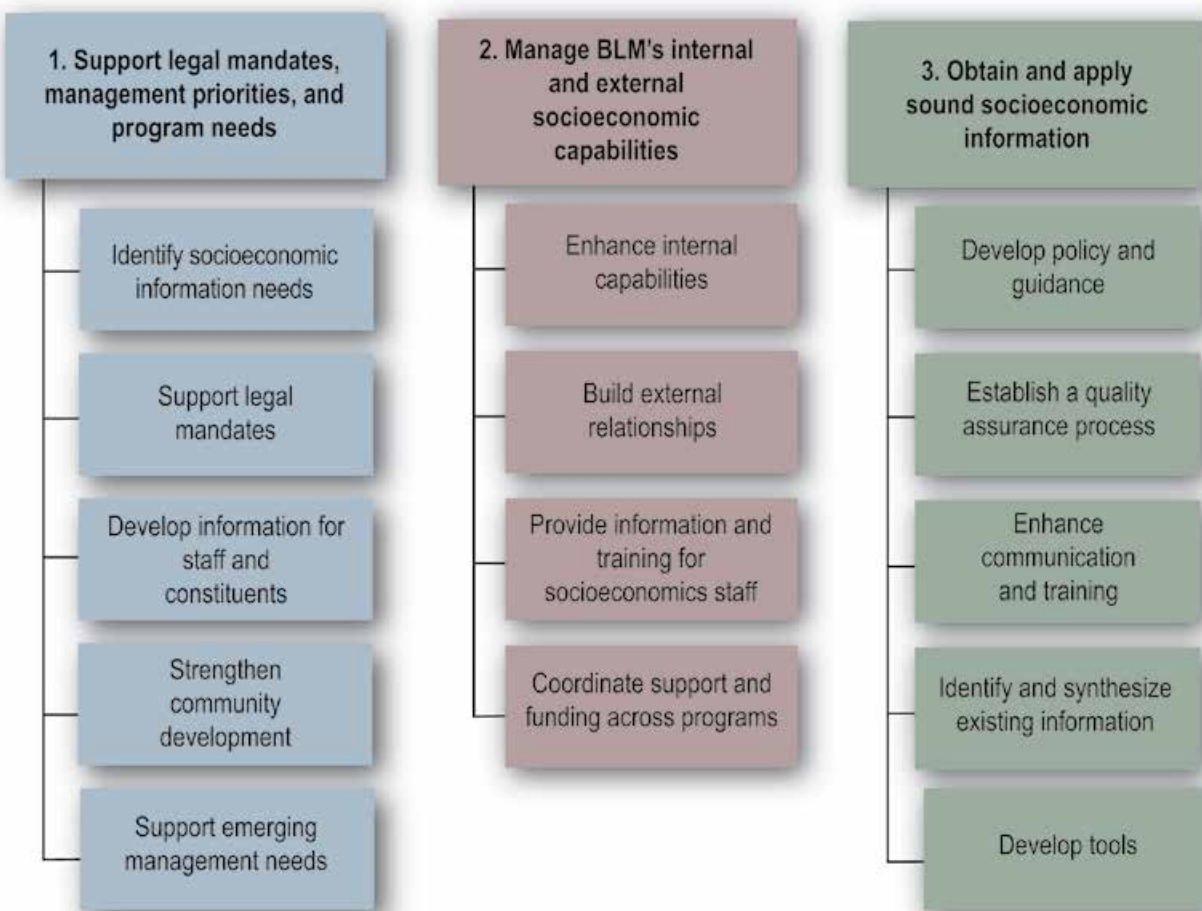 1. Support legal mandates,
management priorities, and
program needs
Identify socioeconomic
information needs
Support legal
mandates
Develop information for
staff and
constituents
Strengthen
community
development
Support emerging
management needs
2. Manage BLM's internal
and external
socioeconomic
capabilities
Enhance internal
capabilities
Build external
relationships
Provide information and
training for
socioeconomics staff
Coordinate support and
funding across programs
3. Obtain and apply
sound socioeconomic
information
Develop policy and
guidance
Establish a quality
assurance process
Enhance
communication
and training
Identify and synthesize
existing information
Develop tools